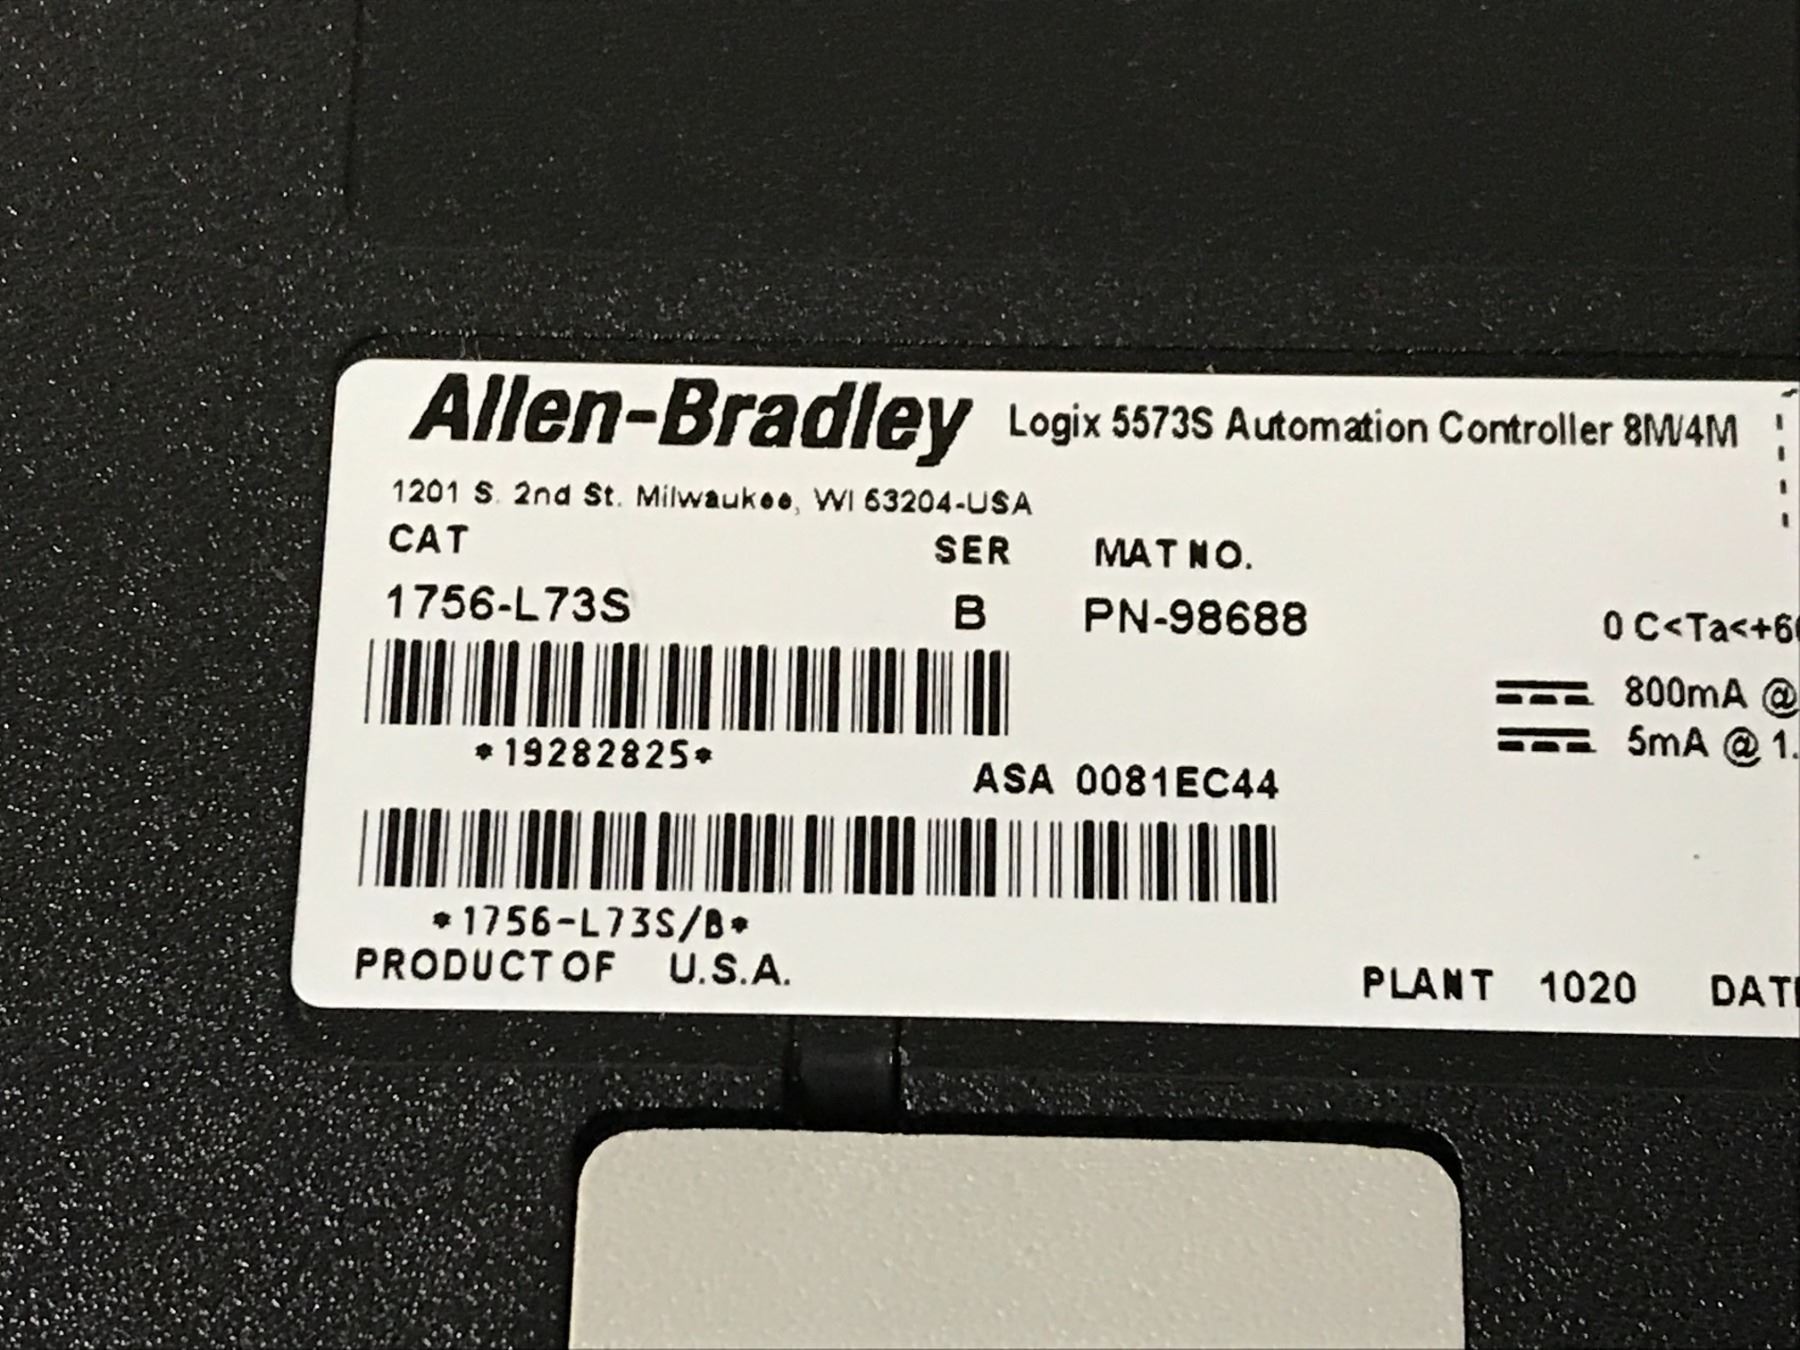 Allen-Bradley Logix 5573S Automation Controller 8M/4M
1201 S. 2nd St. Milwaukee, WI 53204-USA
CAT SER MAT NO.
1756-L73S B PN-98688
0 C<Ta<+6
800mA @
5mA @ 1.
*19282825*
ASA 0081EC44
*1756-L73S/B*
PRODUCT OF U.S.A.
PLANT 1020